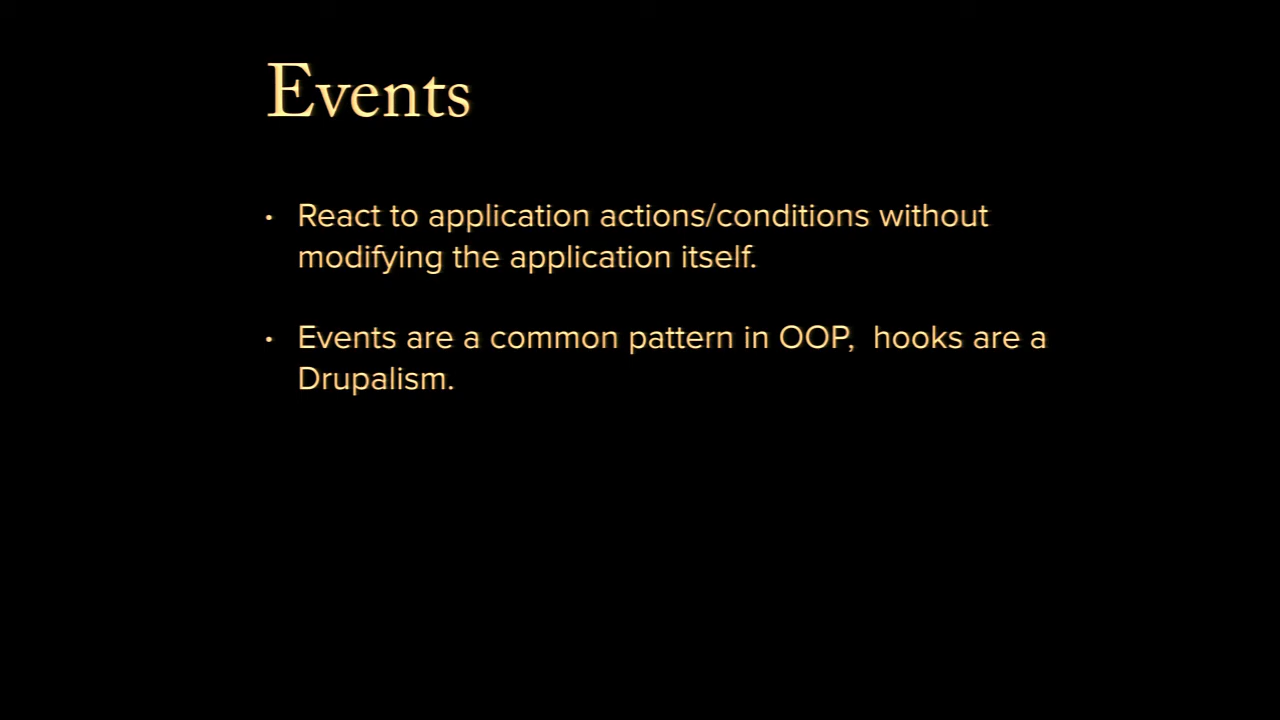 Events
• React to application actions/conditions without
modifying the application itself.
• Events are a common pattern in OOP,  hooks are a
Drupalism.